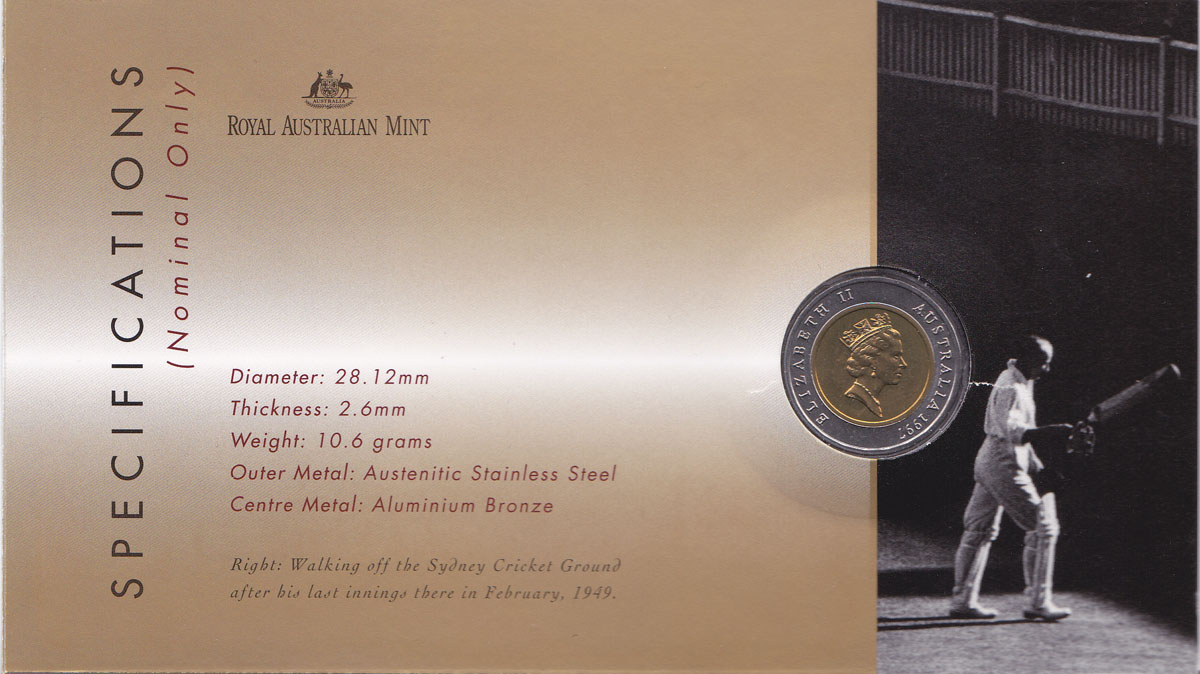 SPECIFICATIONS
(Nominal Only)
AUSTRALIA
ROYAL AUSTRALIAN MINT
Diameter: 28.12mm
Thickness: 2.6mm
Weight: 10.6 grams
Outer Metal: Austenitic Stainless Steel
Centre Metal: Aluminium Bronze
Right: Walking off the Sydney Cricket Ground
after his last innings there in February, 1949.
ELIZABETH II AUSTRALIA 1997